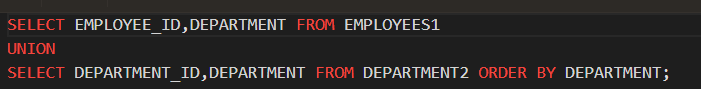 SELECT EMPLOYEE_ID,DEPARTMENT FROM EMPLOYEES1
UNION
SELECT DEPARTMENT_ID,DEPARTMENT FROM DEPARTMENT2 ORDER BY DEPARTMENT;